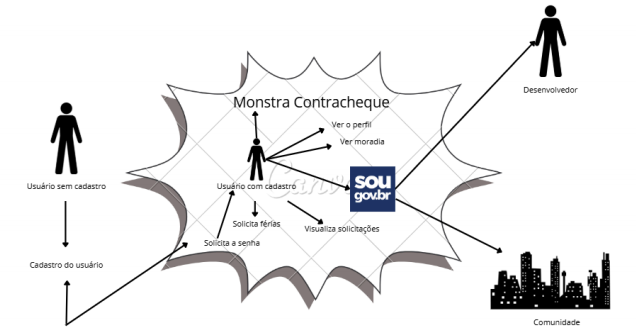 Desenvolvedor
Monstra Contracheque
Ver o perfil
Ver moradia
Usuário sem cadastro
Usuário com cadastro
Canva
sou
gov.br
Solicita férias
Visualiza solicitações
Solicita a senha
Cadastro do usuário
Comunidade